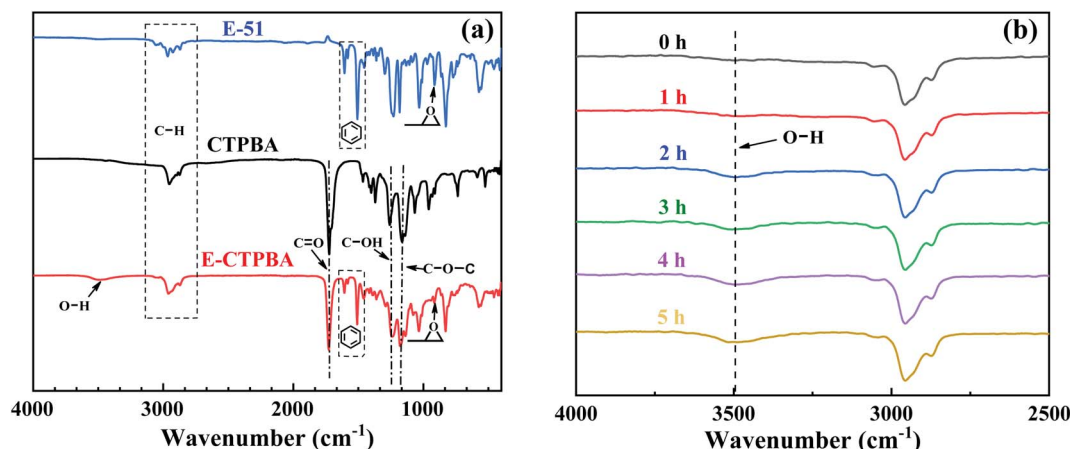 (a)
E-51
C-H
O
CTPBA
C=O
C-OH
C-O-C
E-CTPBA
O-H
O
4000 3000 2000 1000
Wavenumber (cm⁻¹)
(b)
0 h
1 h
O-H
2 h
3 h
4 h
5 h
4000 3500 3000 2500
Wavenumber (cm⁻¹)